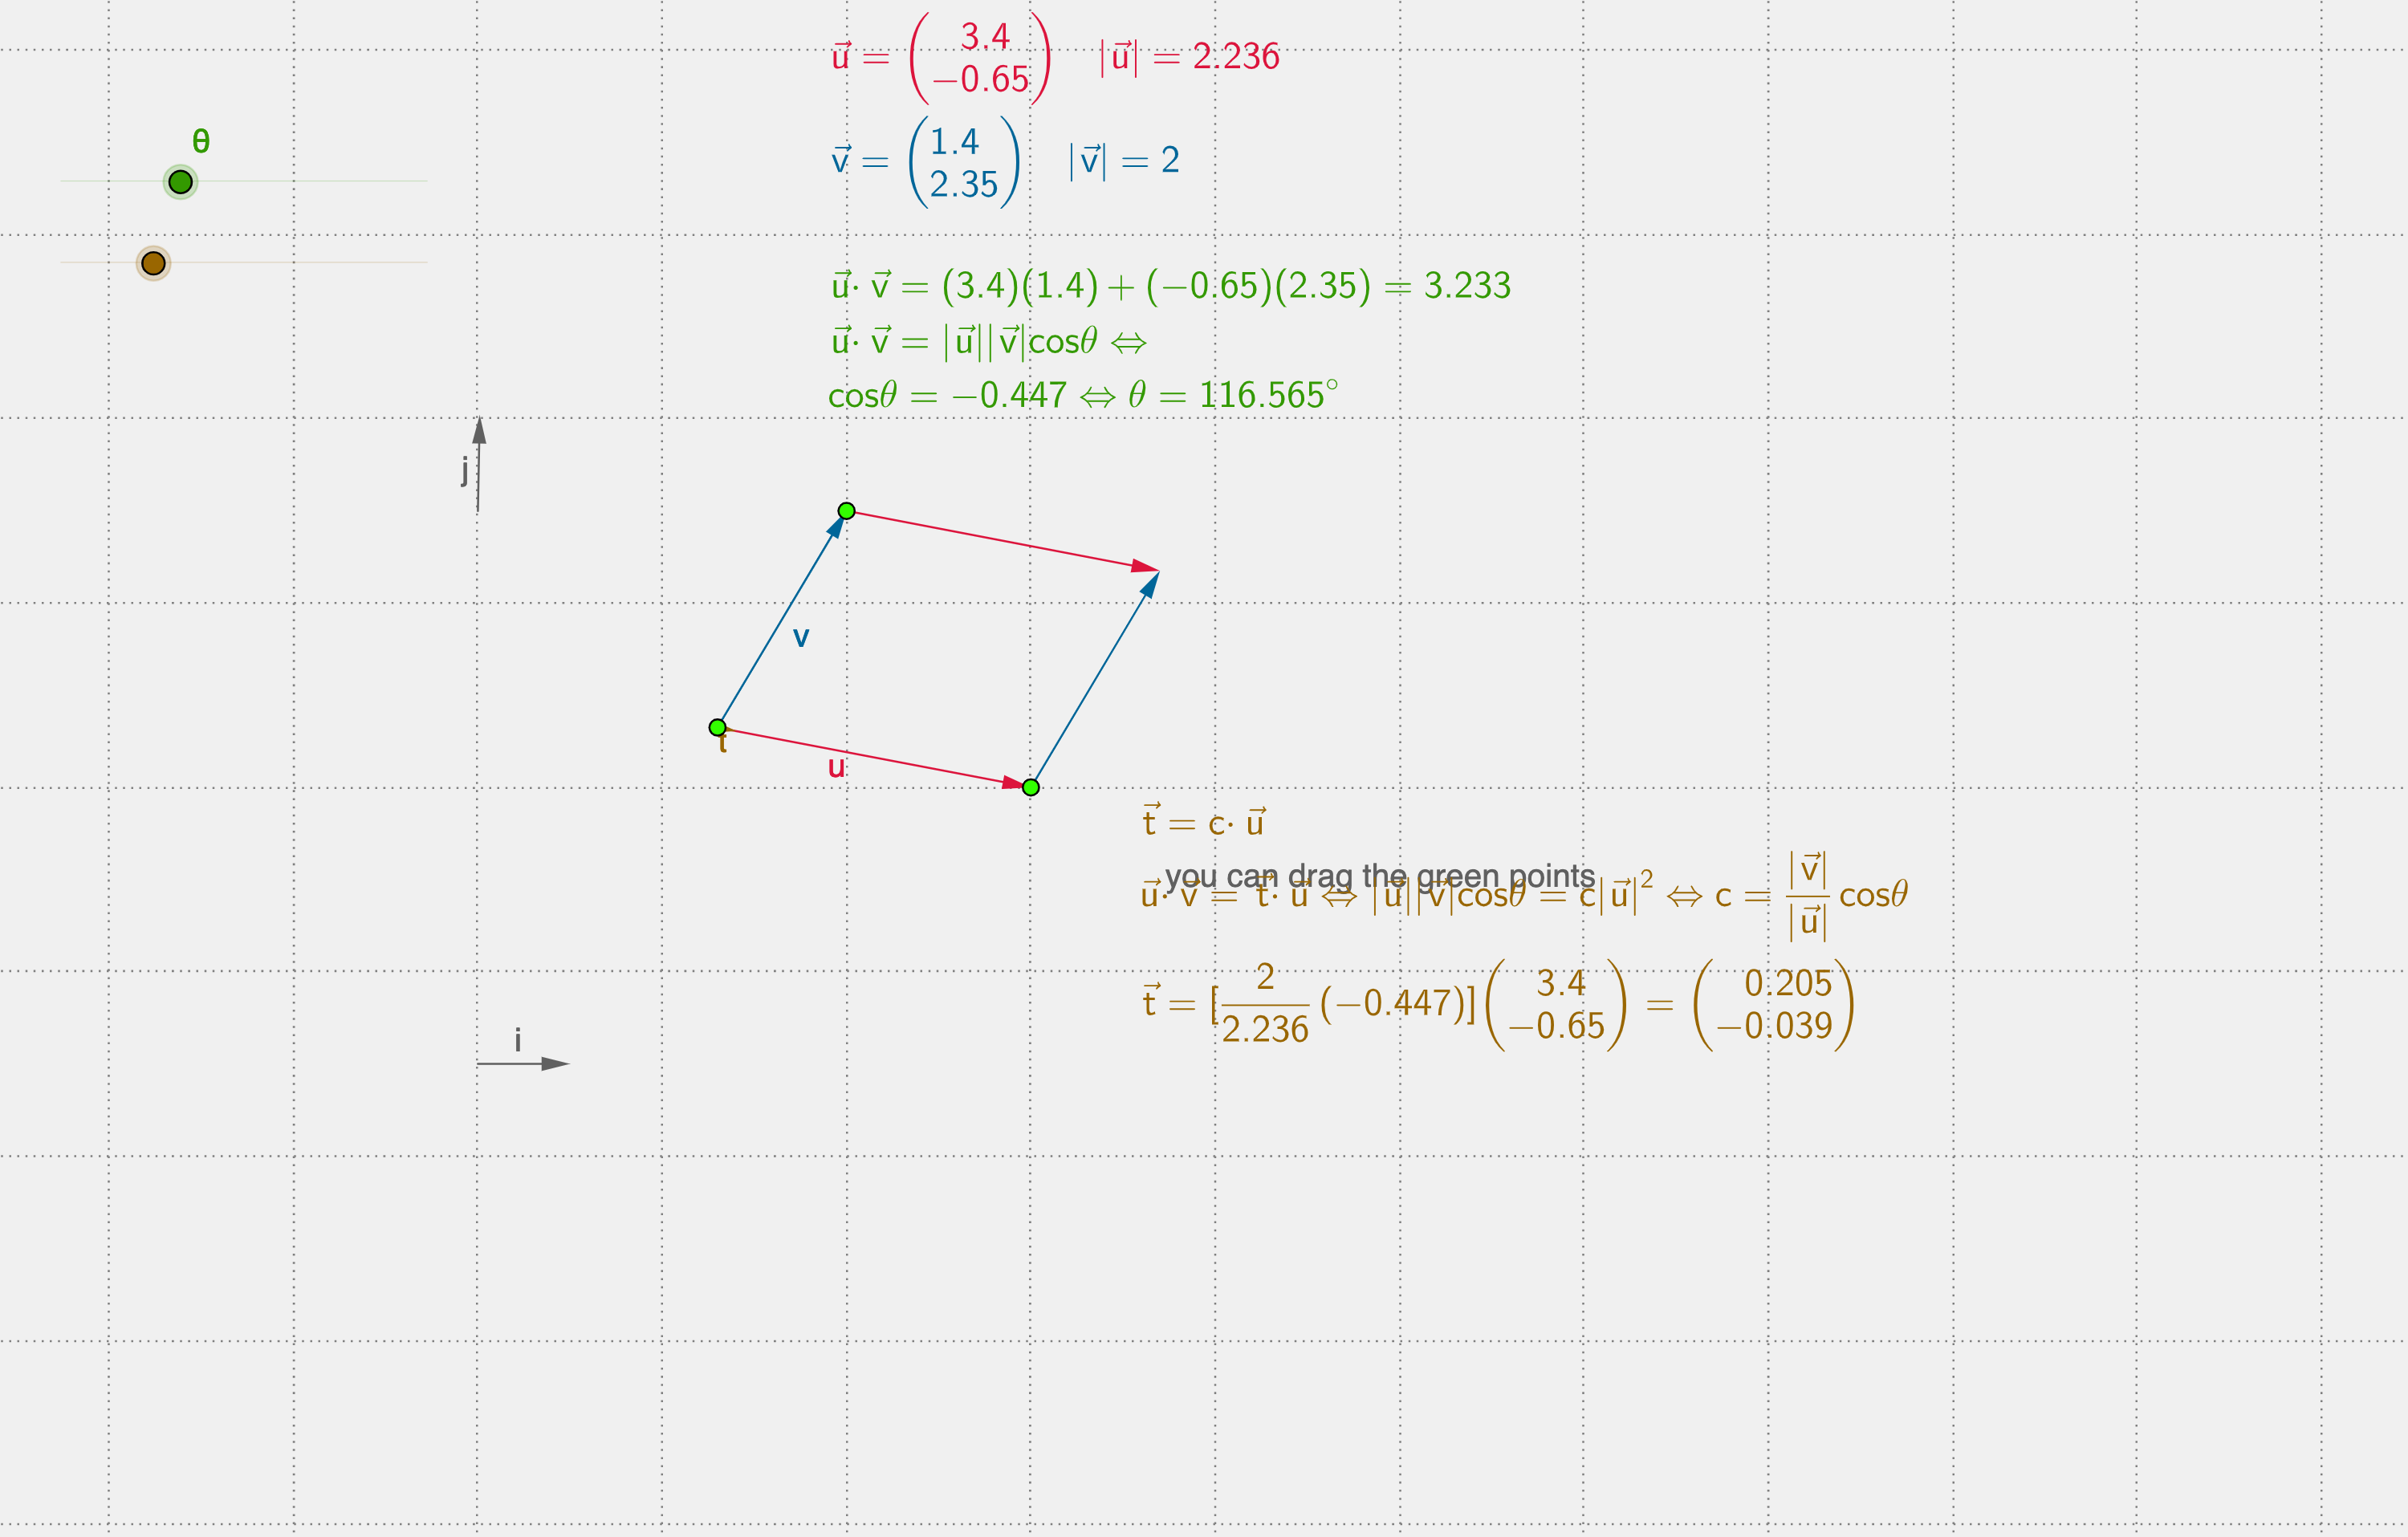 u⃗ = (3.4 −0.65) |u⃗| = 2.236
θ
v⃗ = (1.4 2.35) |v⃗| = 2
u⃗· v⃗ = (3.4)(1.4) + (−0.65)(2.35) = 3.233
u⃗· v⃗ = |u⃗||v⃗|cosθ ⇔
cosθ = −0.447 ⇔ θ = 116.565°
j
v
t
u
t⃗ = c· u⃗
you can drag the green points
u⃗· v⃗ = t⃗· u⃗ ⇔ |u⃗||v⃗|cosθ = c|u⃗|² ⇔ c = |v⃗|/|u⃗| cosθ
t⃗ = [2/2.236 (−0.447)] (3.4 −0.65) = (0.205 −0.039)
i